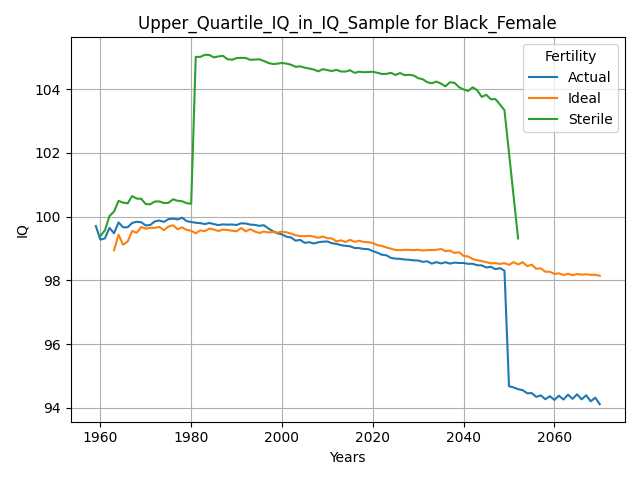 Upper_Quartile_IQ_in_IQ_Sample for Black_Female
Fertility
Actual
Ideal
Sterile
104
102
100
98
96
94
IQ
1960
1980
2000
2020
2040
2060
Years